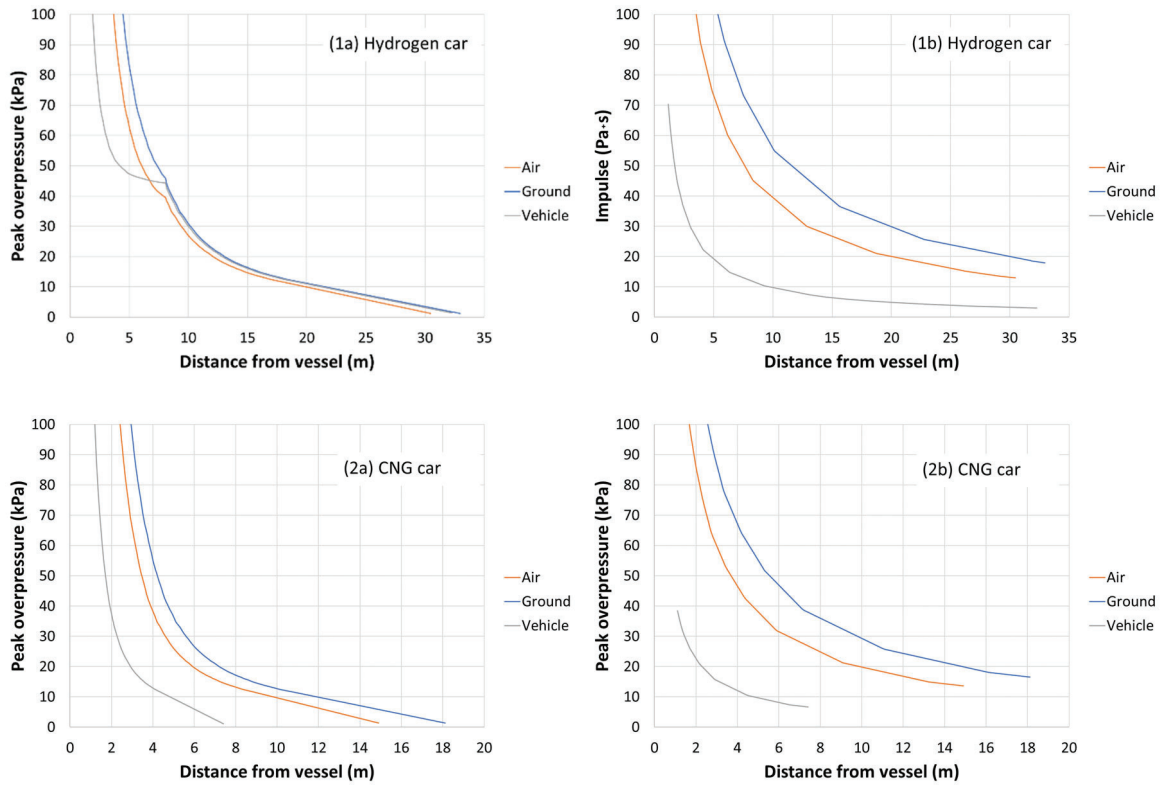 (1a) Hydrogen car
Peak overpressure (kPa)
100
90
80
70
60
50
40
30
20
10
0
0 5 10 15 20 25 30 35
Distance from vessel (m)
Air
Ground
Vehicle
(1b) Hydrogen car
Impulse (Pa·s)
100
90
80
70
60
50
40
30
20
10
0
0 5 10 15 20 25 30 35
Distance from vessel (m)
Air
Ground
Vehicle
(2a) CNG car
Peak overpressure (kPa)
100
90
80
70
60
50
40
30
20
10
0
0 2 4 6 8 10 12 14 16 18 20
Distance from vessel (m)
Air
Ground
Vehicle
(2b) CNG car
Peak overpressure (kPa)
100
90
80
70
60
50
40
30
20
10
0
0 2 4 6 8 10 12 14 16 18 20
Distance from vessel (m)
Air
Ground
Vehicle